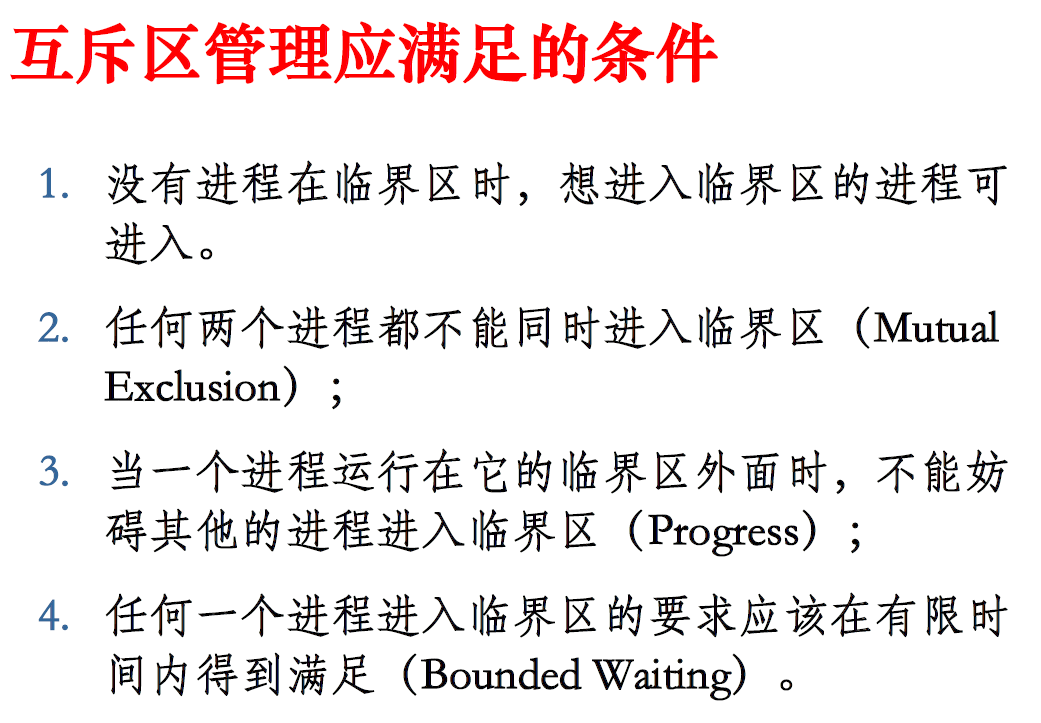 互斥区管理应满足的条件
1. 没有进程在临界区时，想进入临界区的进程可
进入。
2. 任何两个进程都不能同时进入临界区（Mutual
Exclusion）；
3. 当一个进程运行在它的临界区外面时，不能妨
碍其他的进程进入临界区（Progress）；
4. 任何一个进程进入临界区的要求应该在有限时
间内得到满足（Bounded Waiting）。